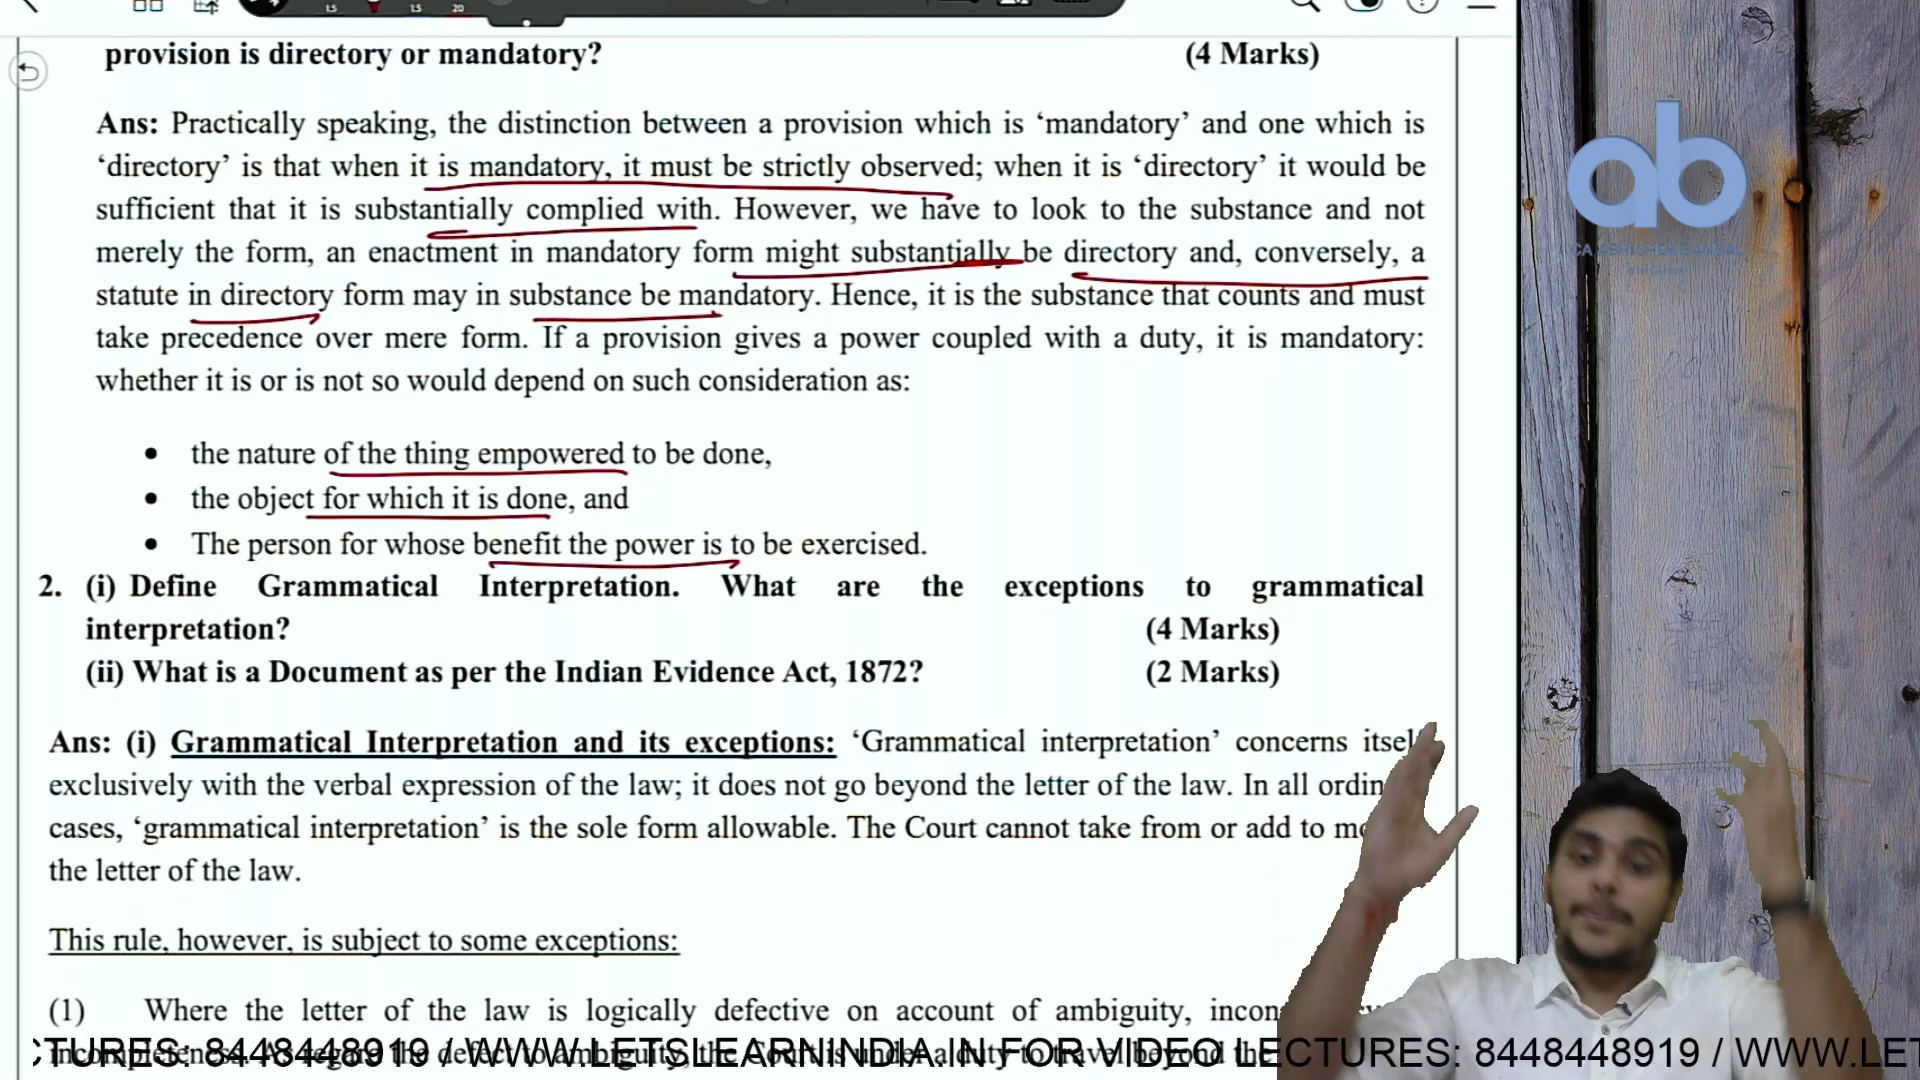 15 15 20
provision is directory or mandatory? (4 Marks)
Ans: Practically speaking, the distinction between a provision which is ‘mandatory’ and one which is
‘directory’ is that when it is mandatory, it must be strictly observed; when it is ‘directory’ it would be
sufficient that it is substantially complied with. However, we have to look to the substance and not
merely the form, an enactment in mandatory form might substantially be directory and, conversely, a
statute in directory form may in substance be mandatory. Hence, it is the substance that counts and must
take precedence over mere form. If a provision gives a power coupled with a duty, it is mandatory:
whether it is or is not so would depend on such consideration as:
• the nature of the thing empowered to be done,
• the object for which it is done, and
• The person for whose benefit the power is to be exercised.
2. (i) Define Grammatical Interpretation. What are the exceptions to grammatical
interpretation? (4 Marks)
(ii) What is a Document as per the Indian Evidence Act, 1872? (2 Marks)
Ans: (i) Grammatical Interpretation and its exceptions: ‘Grammatical interpretation’ concerns itself
exclusively with the verbal expression of the law; it does not go beyond the letter of the law. In all ordin
cases, ‘grammatical interpretation’ is the sole form allowable. The Court cannot take from or add to
the letter of the law.
This rule, however, is subject to some exceptions:
(1) Where the letter of the law is logically defective on account of ambiguity,
CTURES: 8448448919 / WWW.LETSLEARNINDIA.IN FOR VIDEO LECTURES: 8448448919 / WWW.LET
ab